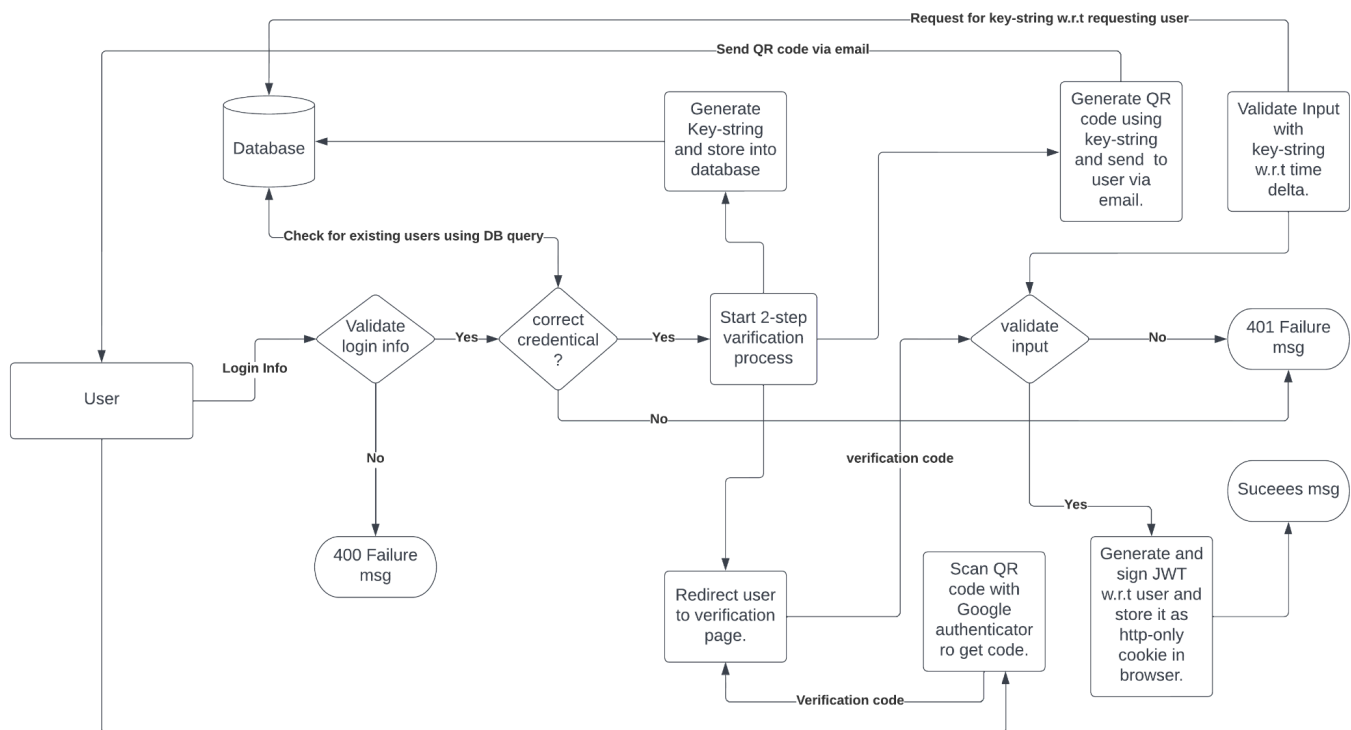 Request for key-string w.r.t requesting user
Send QR code via email
Generate
Key-string
and store into
database
Generate QR
code using
key-string
and send to
user via
email.
Validate Input
with
key-string
w.r.t time
delta.
Database
Check for existing users using DB query
Validate
login info
Yes
correct
credentical
?
Yes
Start 2-step
varification
process
validate
input
No
401 Failure
msg
Login Info
User
No
No
verification code
Suceees msg
Yes
400 Failure
msg
Redirect user
to verification
page.
Scan QR
code with
Google
authenticator
ro get code.
Generate and
sign JWT
w.r.t user and
store it as
http-only
cookie in
browser.
Verification code